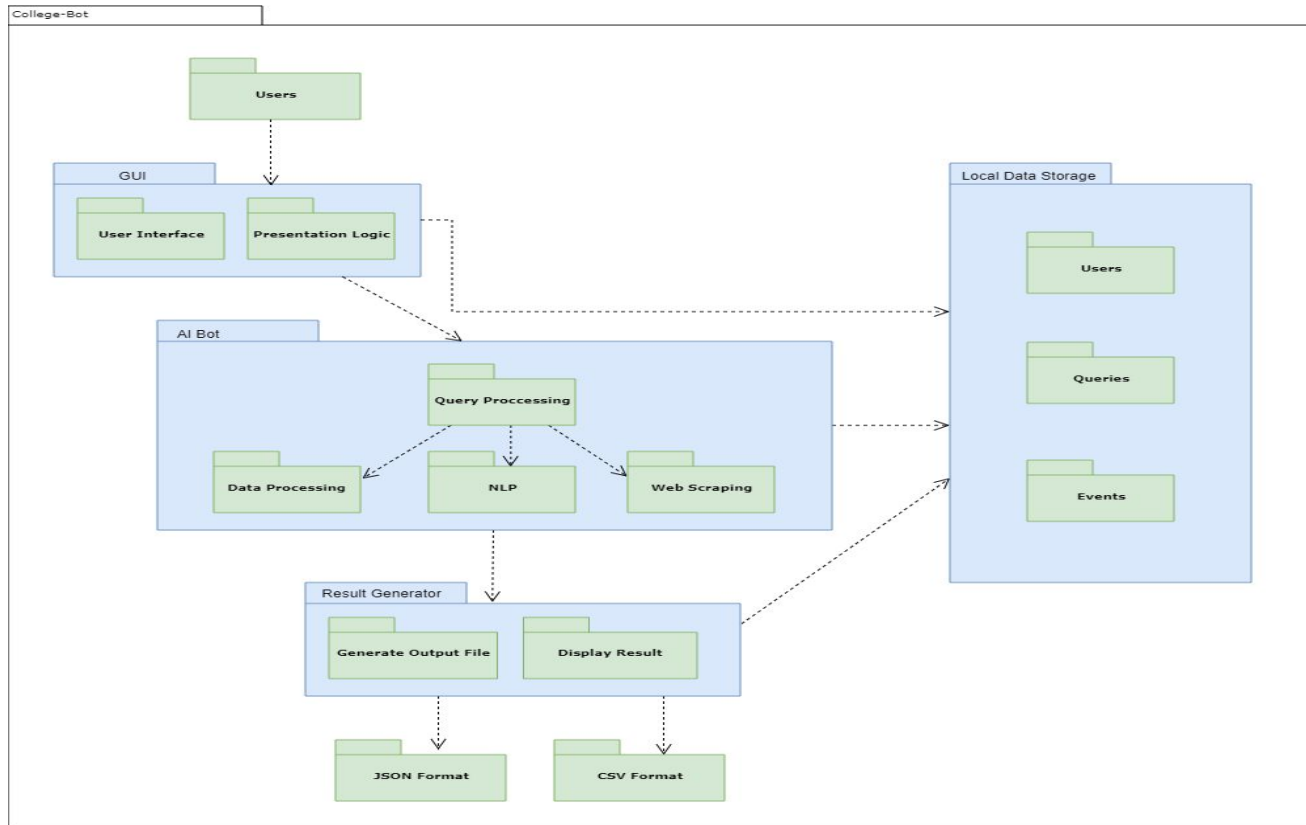 College-Bot
Users
GUI
User Interface
Presentation Logic
Local Data Storage
Users
Queries
Events
AI Bot
Query Proccessing
Data Processing
NLP
Web Scraping
Result Generator
Generate Output File
Display Result
JSON Format
CSV Format